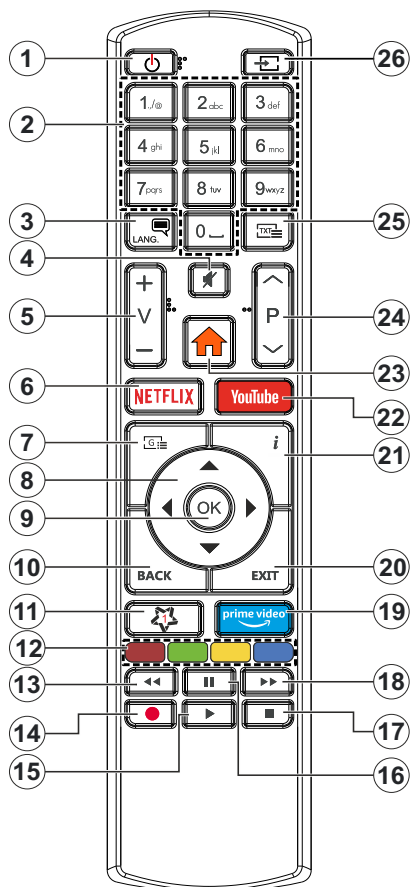 1
26
2
1./@
2abc
3def
4ghi
5jkl
6mno
7pqrs
8tuv
9wxyz
3
LANG.
0
TXT
25
4
+
P
5
V
24
−
23
6
NETFLIX
YouTube
22
7
G
i
21
8
9
OK
10
BACK
EXIT
20
11
1
prime video
19
12
13
18
14
17
15
16